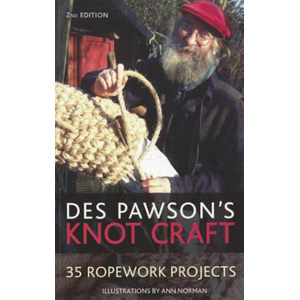 2ND EDITION
DES PAWSON'S
KNOT CRAFT
35 ROPEWORK PROJECTS
ILLUSTRATIONS BY ANN NORMAN